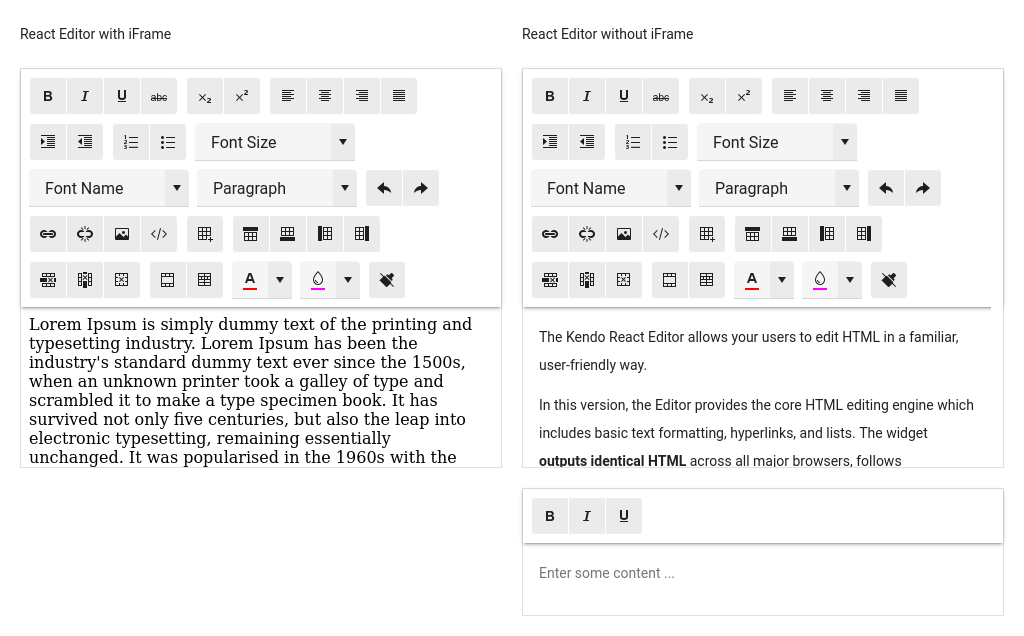 React Editor with iFrame
React Editor without iFrame
B I U abc x₂ x²
Font Size
Font Name Paragraph
</>
A
Lorem Ipsum is simply dummy text of the printing and
typesetting industry. Lorem Ipsum has been the
industry's standard dummy text ever since the 1500s,
when an unknown printer took a galley of type and
scrambled it to make a type specimen book. It has
survived not only five centuries, but also the leap into
electronic typesetting, remaining essentially
unchanged. It was popularised in the 1960s with the
B I U abc x₂ x²
Font Size
Font Name Paragraph
</>
A
The Kendo React Editor allows your users to edit HTML in a familiar,
user-friendly way.
In this version, the Editor provides the core HTML editing engine which
includes basic text formatting, hyperlinks, and lists. The widget
outputs identical HTML across all major browsers, follows
B I U
Enter some content ...